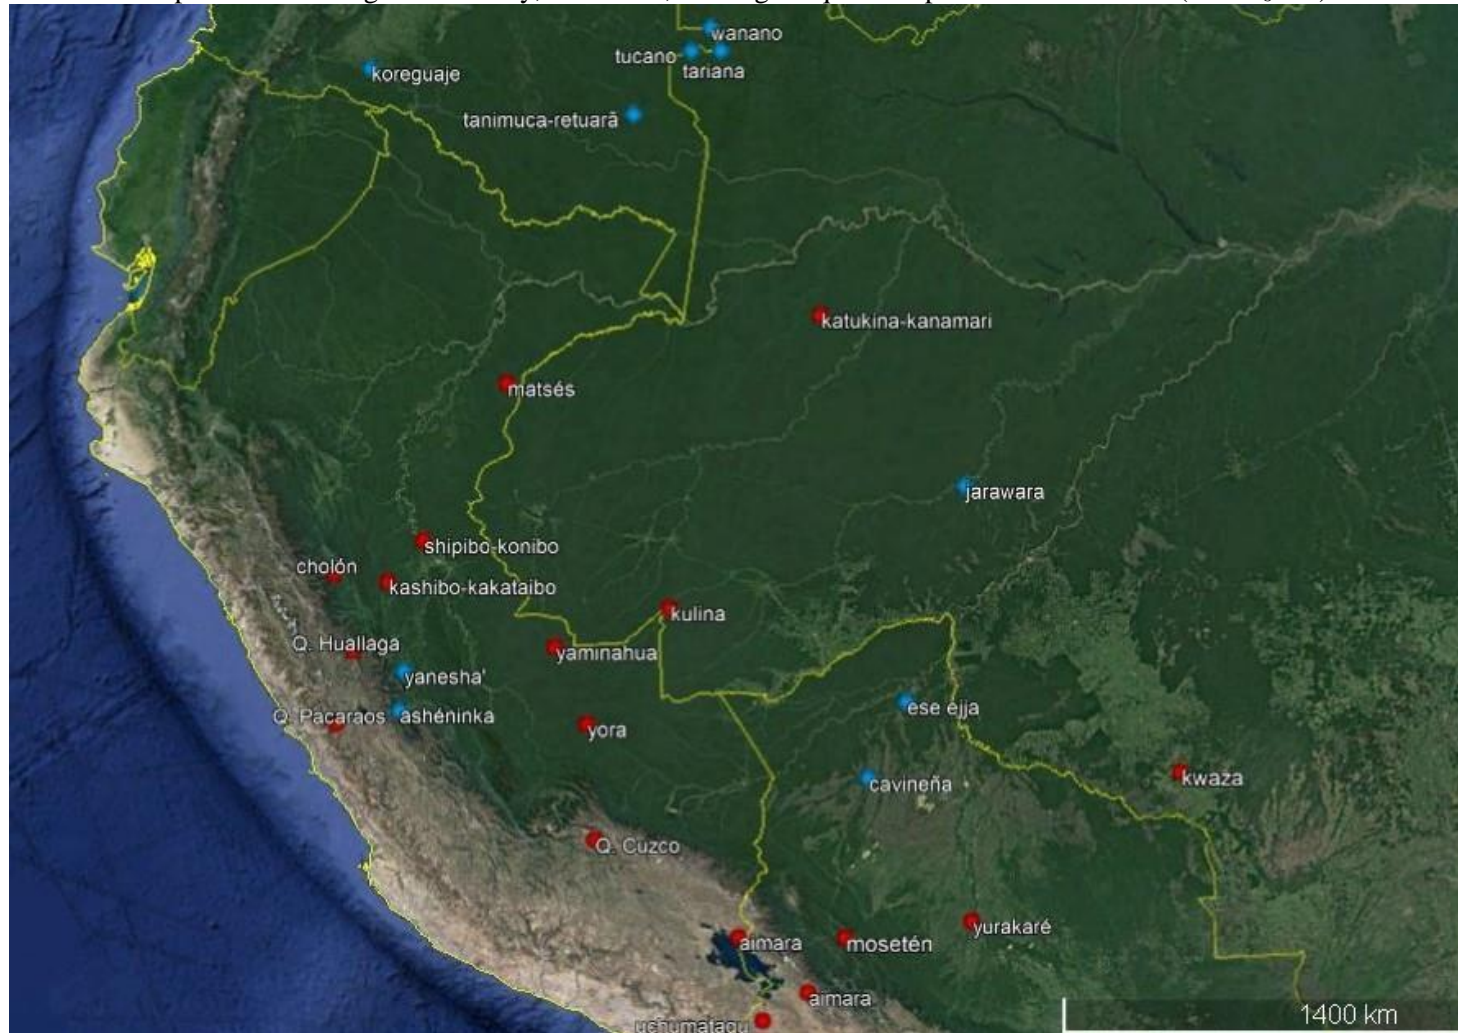 wanano
tucano
tariana
koreguaje
tanimuca-retuarã
katukina-kanamari
matsés
jarawara
shipibo-konibo
cholón
kashibo-kakataibo
kulina
Q. Huallaga
yaminahua
yanesha'
ese ejja
Q. Pacaraos
ashéninka
yora
kwaza
cavineña
Q. Cuzco
yurakaré
aimara
mosetén
aimara
1400 km